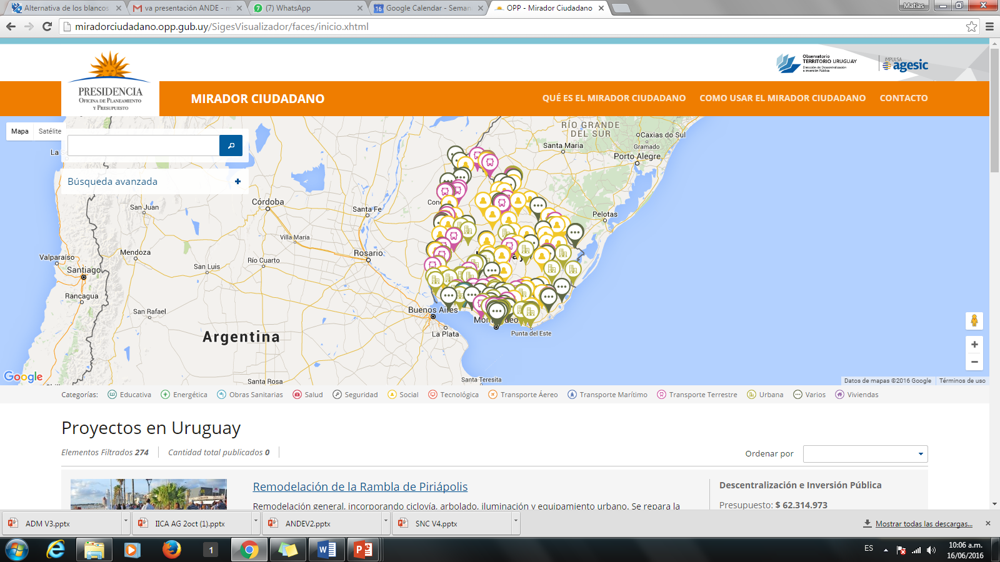 Alternativa de los blancos
va presentación ANDE - m
(7) WhatsApp
Google Calendar - Seman
OPP - Mirador Ciudadano
Matias
miradorciudadano.opp.gub.uy/SigesVisualizador/faces/inicio.xhtml
Observatorio
TERRITORIO URUGUAY
Dirección de Descentralización
e Inversión Pública
IMPULSA
agesic
PRESIDENCIA
OFICINA DE PLANEAMIENTO
Y PRESUPUESTO
MIRADOR CIUDADANO
QUÉ ES EL MIRADOR CIUDADANO
COMO USAR EL MIRADOR CIUDADANO
CONTACTO
Mapa
Satélite
Búsqueda avanzada
+
RÍO GRANDE
DEL SUR
Caxias do Sul
Gramado
Santa Maria
Porto Alegre
La
San Juan
Córdoba
Santa Fe
Conc
Pelotas
Villa María
Valparaíso
Mendoza
Rosario
Río Cuarto
San Luis
Santiago
Rancagua
San Rafael
Buenos Aires
Montevideo
La Plata
Punta del Este
Argentina
Santa Rosa
Santa Teresita
Google
Datos de mapas ©2016 Google
Términos de uso
Categorías:
Educativa
Energética
Obras Sanitarias
Salud
Seguridad
Social
Tecnológica
Transporte Áereo
Transporte Marítimo
Transporte Terrestre
Urbana
Varios
Viviendas
Proyectos en Uruguay
Elementos Filtrados 274
Cantidad total publicados 0
Ordenar por
Remodelación de la Rambla de Piriápolis
Remodelación general, incorporando ciclovía, arbolado, iluminación y equipamiento urbano. Se repara la
Descentralización e Inversión Pública
Presupuesto: $ 62.314.973
ADM V3.pptx
IICA AG 2oct (1).pptx
ANDEV2.pptx
SNC V4.pptx
Mostrar todas las descargas...
1
ES
10:06 a.m.
16/06/2016